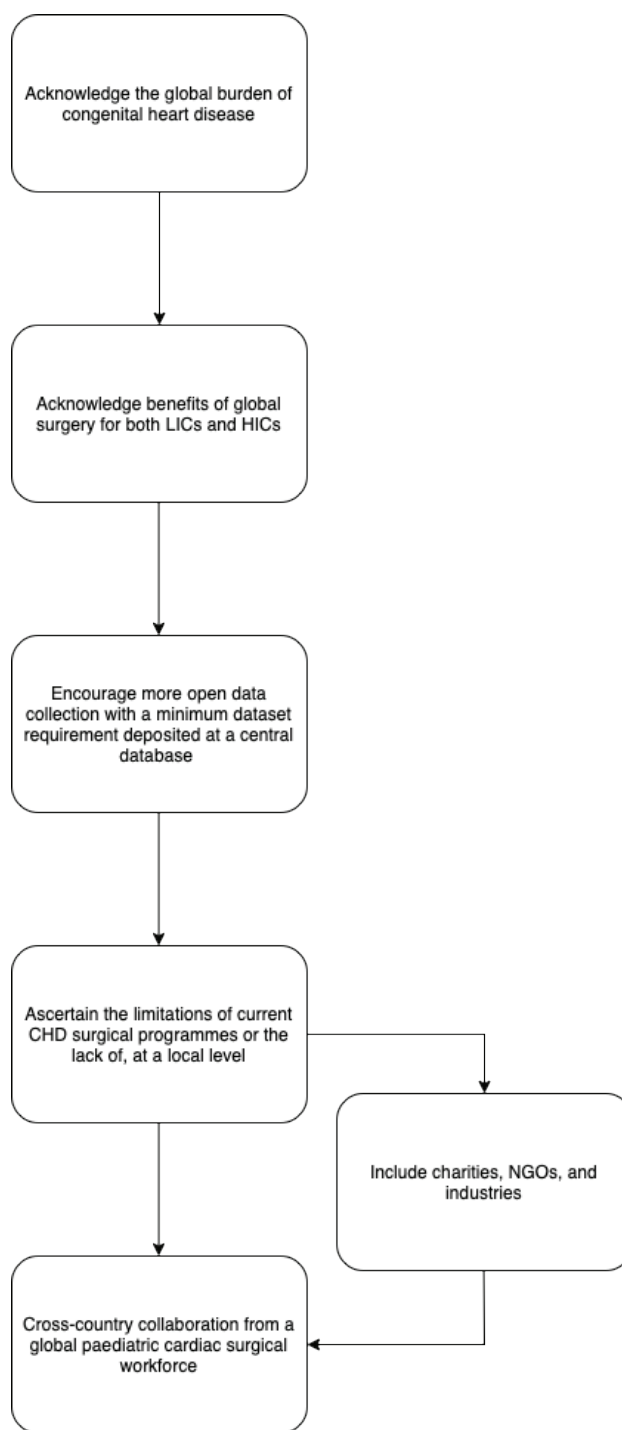 Acknowledge the global burden of
congenital heart disease
Acknowledge benefits of global
surgery for both LICs and HICs
Encourage more open data
collection with a minimum dataset
requirement deposited at a central
database
Ascertain the limitations of current
CHD surgical programmes or the
lack of, at a local level
Include charities, NGOs, and
industries
Cross-country collaboration from a
global paediatric cardiac surgical
workforce